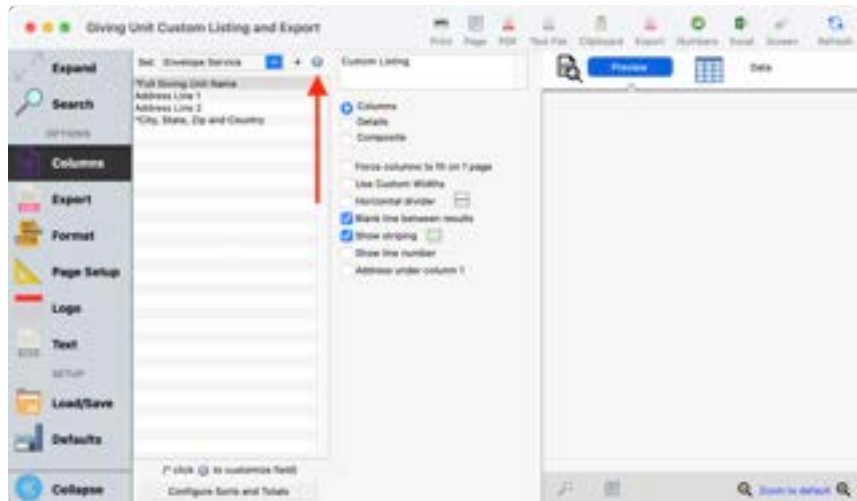 Giving Unit Custom Listing and Export
Print Page PDF Text File Clipboard Export Numbers Excel Screen Refresh
Expand
Search
OPTIONS
Columns
Export
Format
Page Setup
Logo
Text
SETUP
Load/Save
Defaults
Collapse
Set: Envelope Service
+
*Full Giving Unit Name
Address Line 1
Address Line 2
*City, State, Zip and Country
(* click to customize field)
Configure Sorts and Totals
Custom Listing
Columns
Details
Composite
Force columns to fit on 1 page
Use Custom Widths
Horizontal divider
Blank line between results
Show striping
Show line number
Address under column 1
Preview
Data
Zoom to default